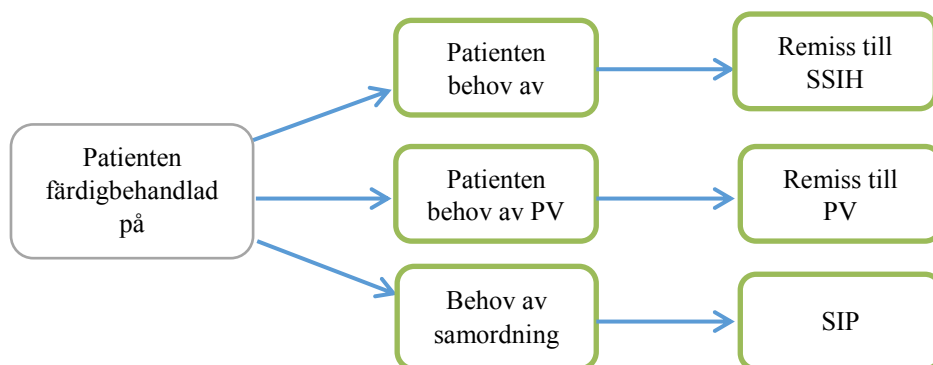 Patienten
färdigbehandlad
på
Patienten
behov av
Remiss till
SSIH
Patienten
behov av PV
Remiss till
PV
Behov av
samordning
SIP